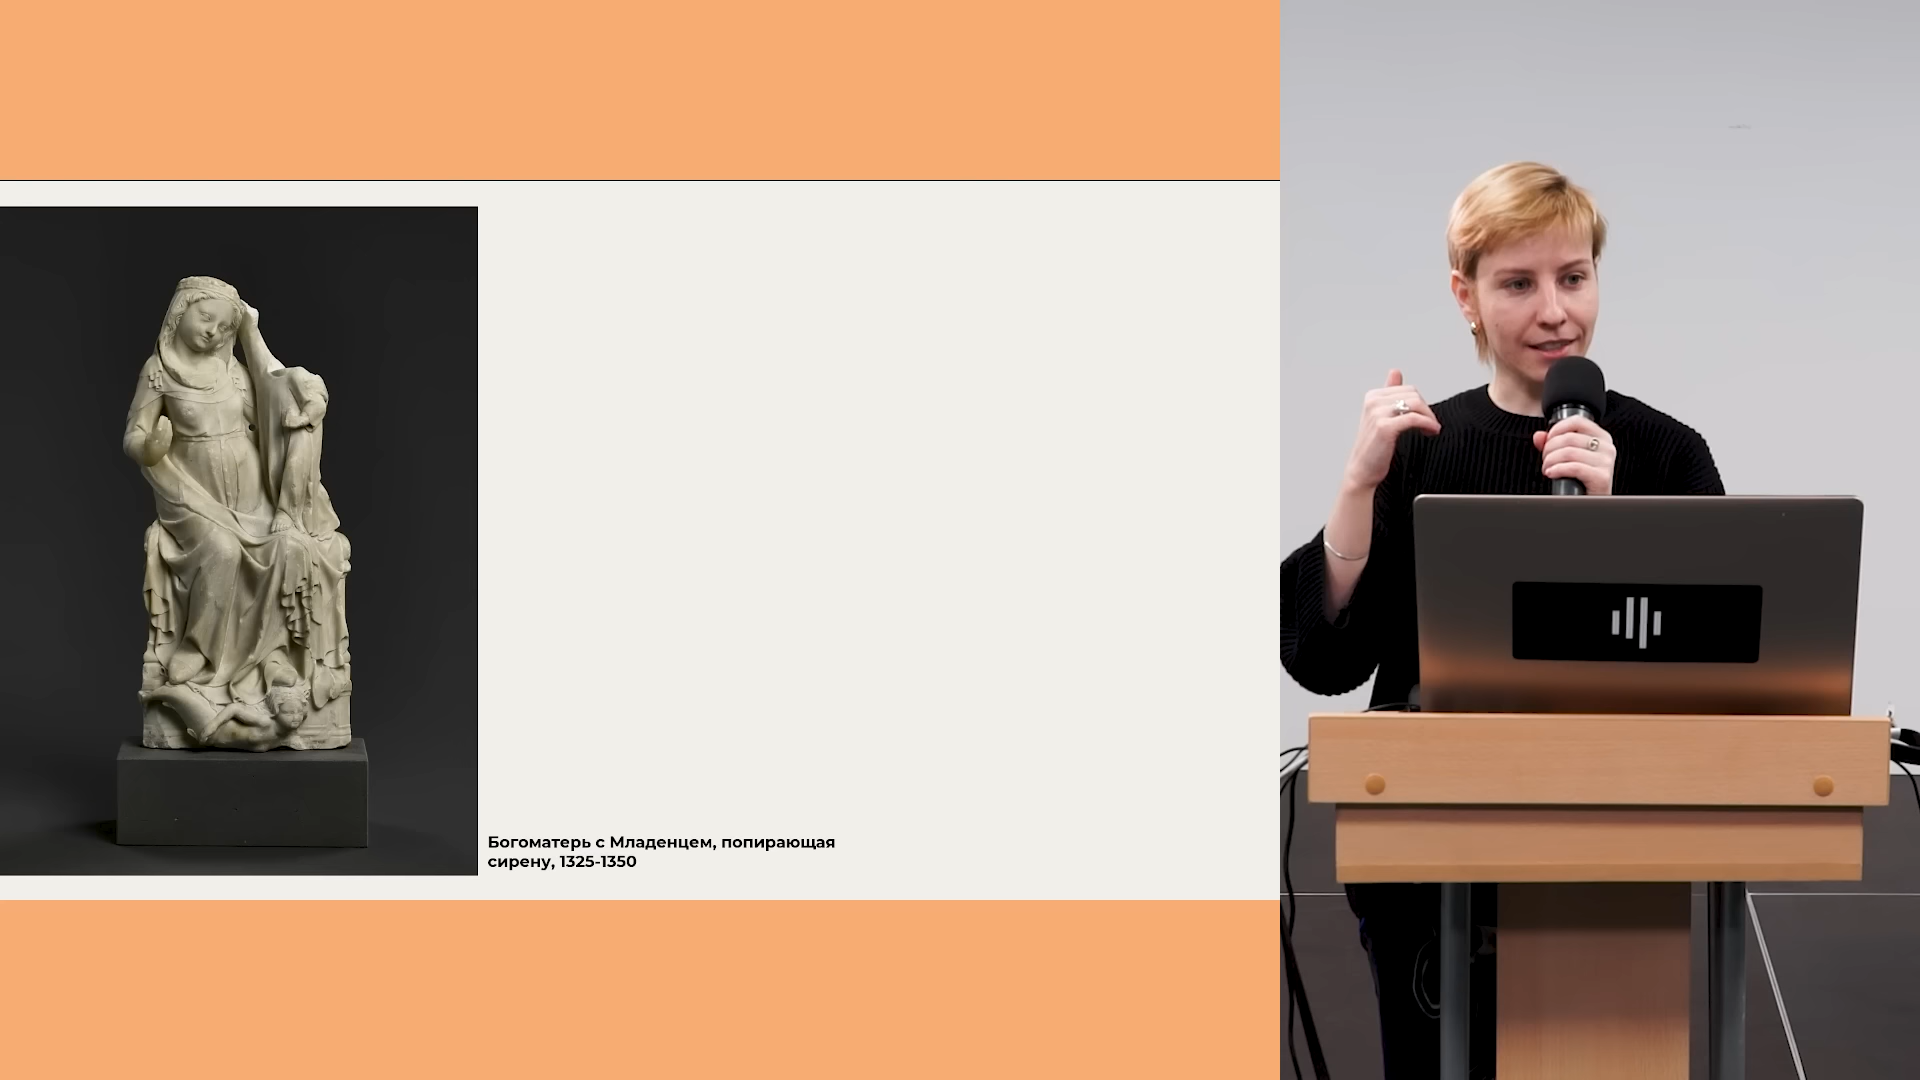 Богоматерь с Младенцем, попирающая
сирену, 1325-1350